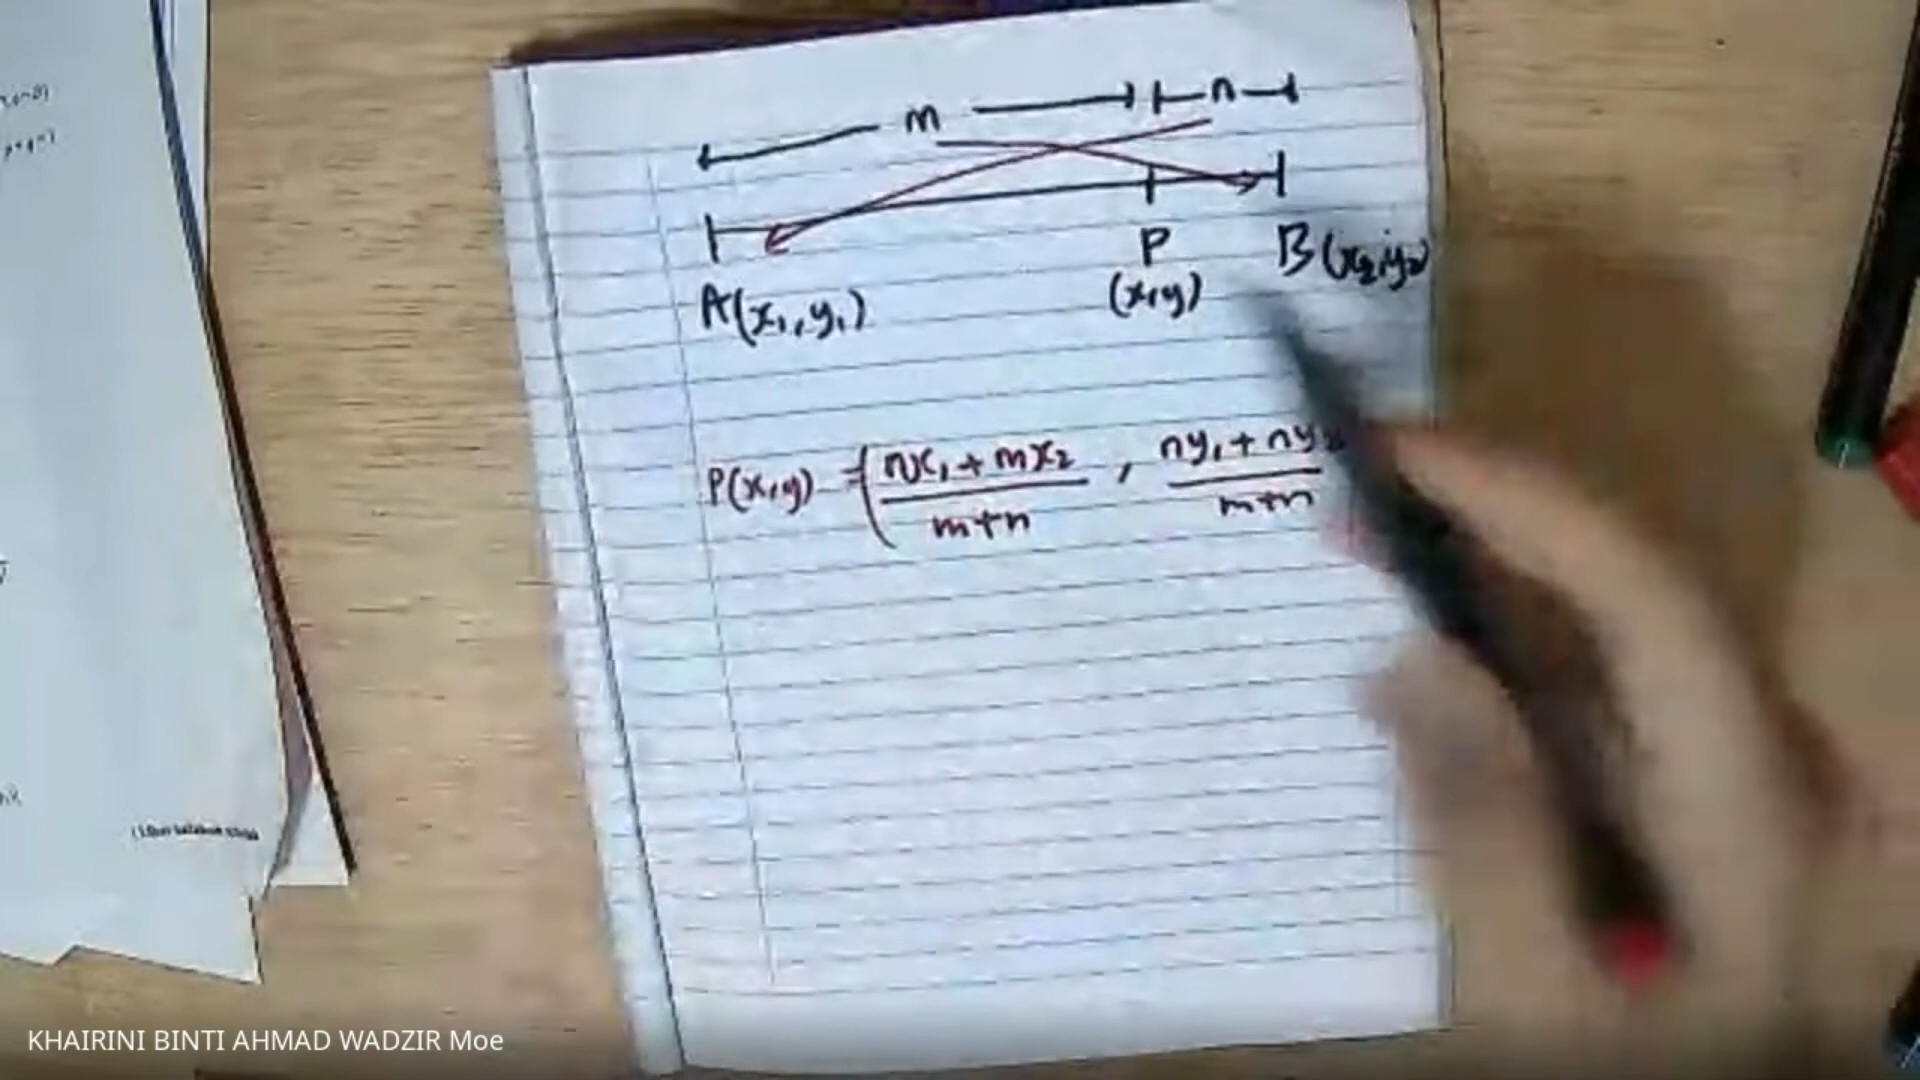 m n
P B(x₂,y₂)
A(x₁,y₁) (x,y)
P(x,y) = (nx₁ + mx₂ / m+n , ny₁ + ny₂ / m+n
KHAIRINI BINTI AHMAD WADZIR Moe